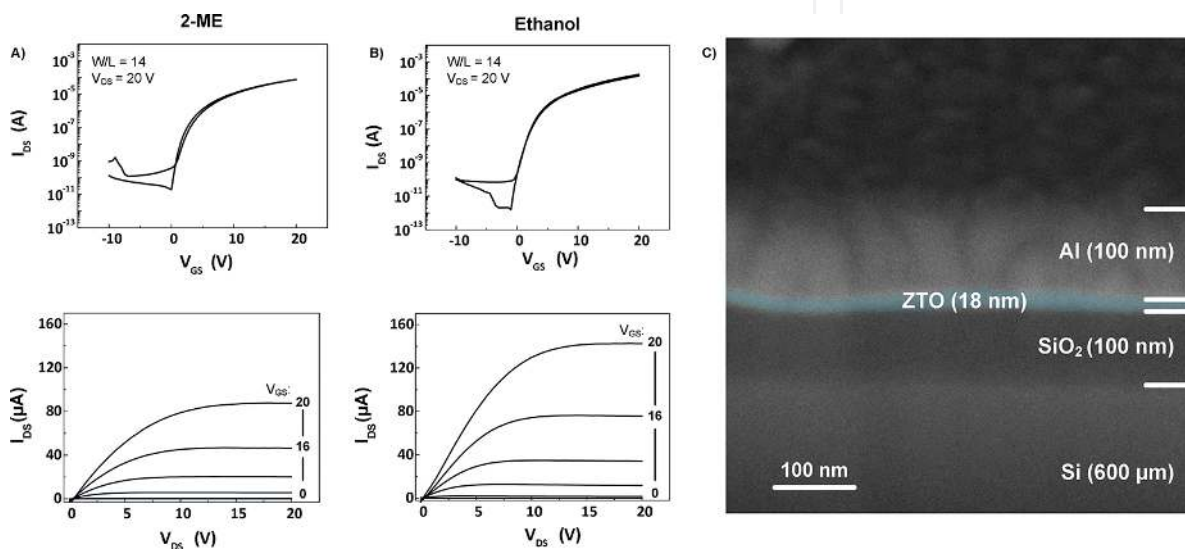 2-ME
A)
W/L = 14
V_DS = 20 V
10^-3
10^-5
10^-7
10^-9
10^-11
10^-13
I_DS (A)
-10 0 10 20
V_GS (V)
Ethanol
B)
W/L = 14
V_DS = 20 V
10^-3
10^-5
10^-7
10^-9
10^-11
10^-13
I_DS (A)
-10 0 10 20
V_GS (V)
160
120
80
40
0
I_DS (µA)
V_GS:
20
16
0
0 5 10 15 20
V_DS (V)
160
120
80
40
0
I_DS (µA)
V_GS:
20
16
0
0 5 10 15 20
V_DS (V)
C)
Al (100 nm)
ZTO (18 nm)
SiO₂ (100 nm)
Si (600 µm)
100 nm